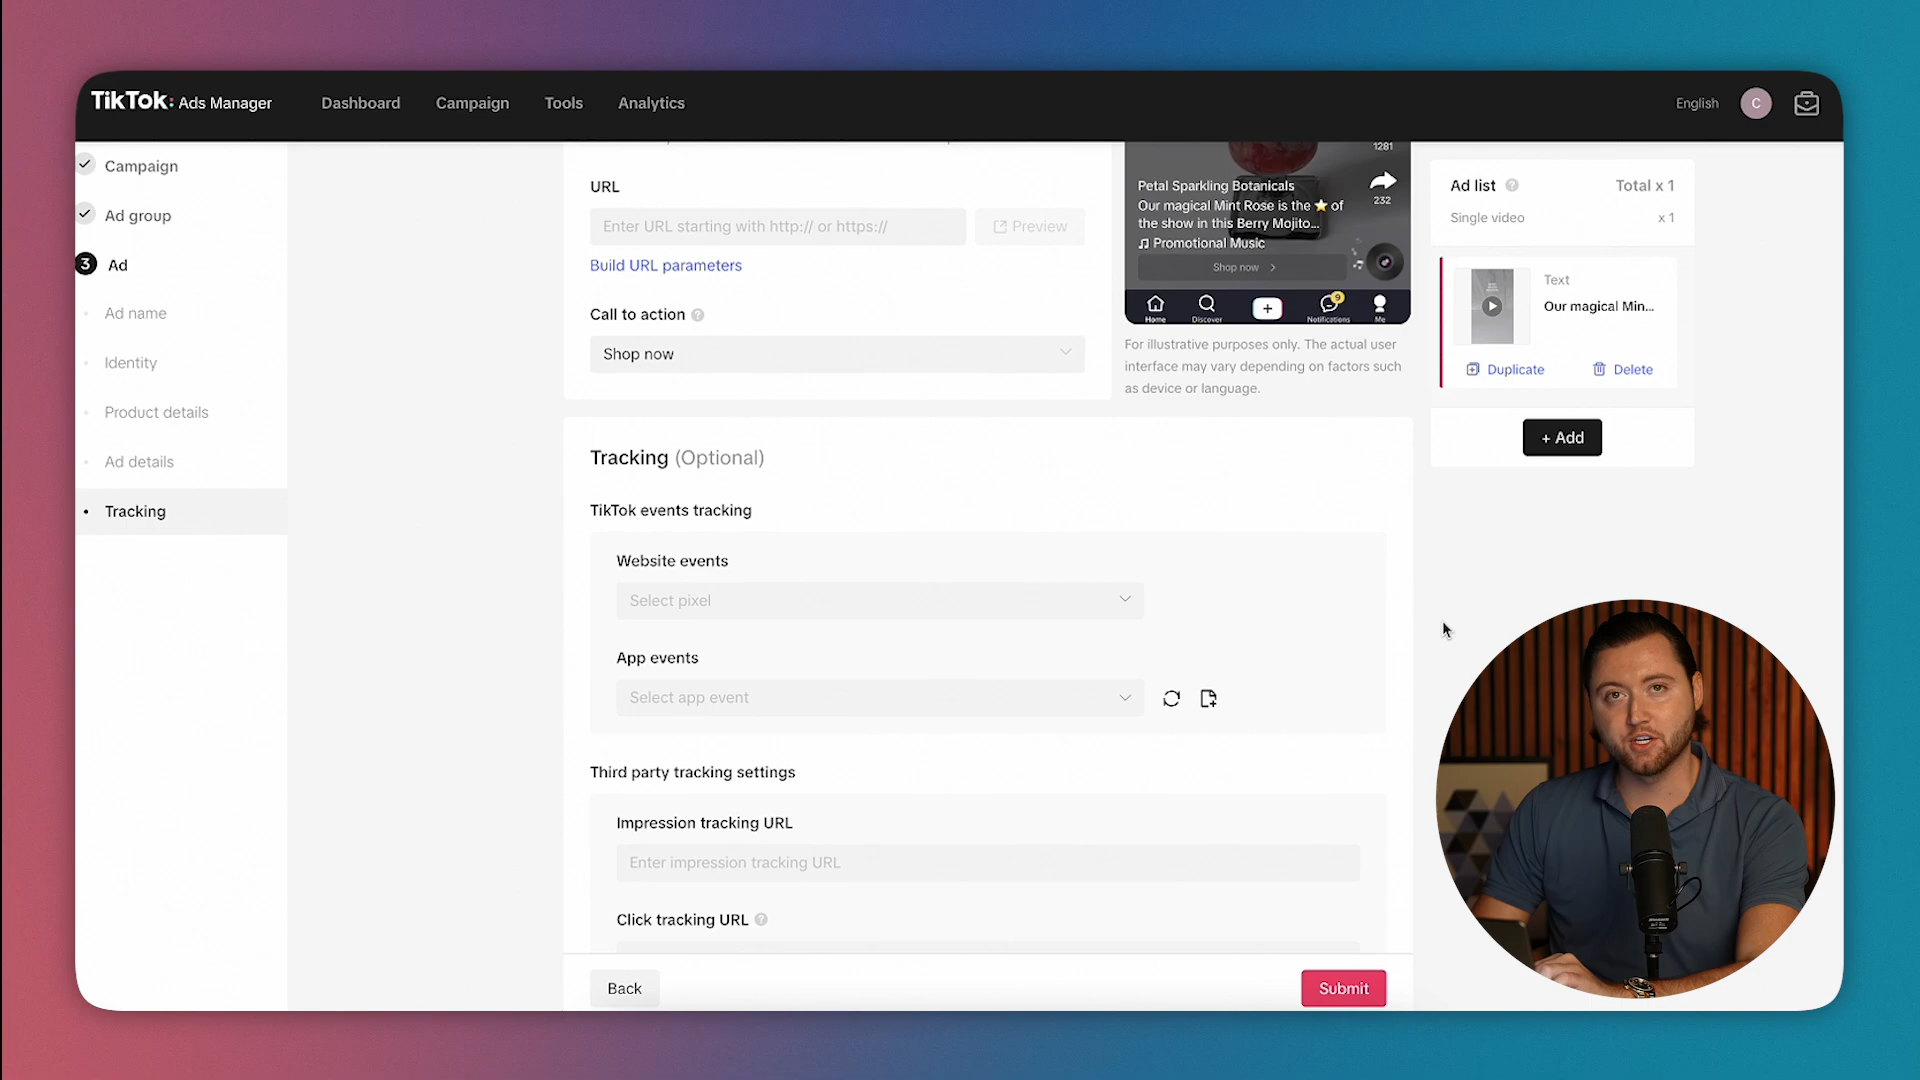 TikTok: Ads Manager
Dashboard
Campaign
Tools
Analytics
English
C
Campaign
Ad group
3 Ad
Ad name
Identity
Product details
Ad details
Tracking
URL
Enter URL starting with http:// or https://
Preview
Build URL parameters
Call to action ?
Shop now
1281
232
Petal Sparkling Botanicals
Our magical Mint Rose is the ⭐ of
the show in this Berry Mojito...
♫ Promotional Music
Shop now >
Home
Discover
+
9
Notifications
Me
For illustrative purposes only. The actual user
interface may vary depending on factors such
as device or language.
Ad list ? Total x 1
Single video x 1
Text
Our magical Min...
Duplicate
Delete
+ Add
Tracking (Optional)
TikTok events tracking
Website events
Select pixel
App events
Select app event
Third party tracking settings
Impression tracking URL
Enter impression tracking URL
Click tracking URL ?
Back
Submit